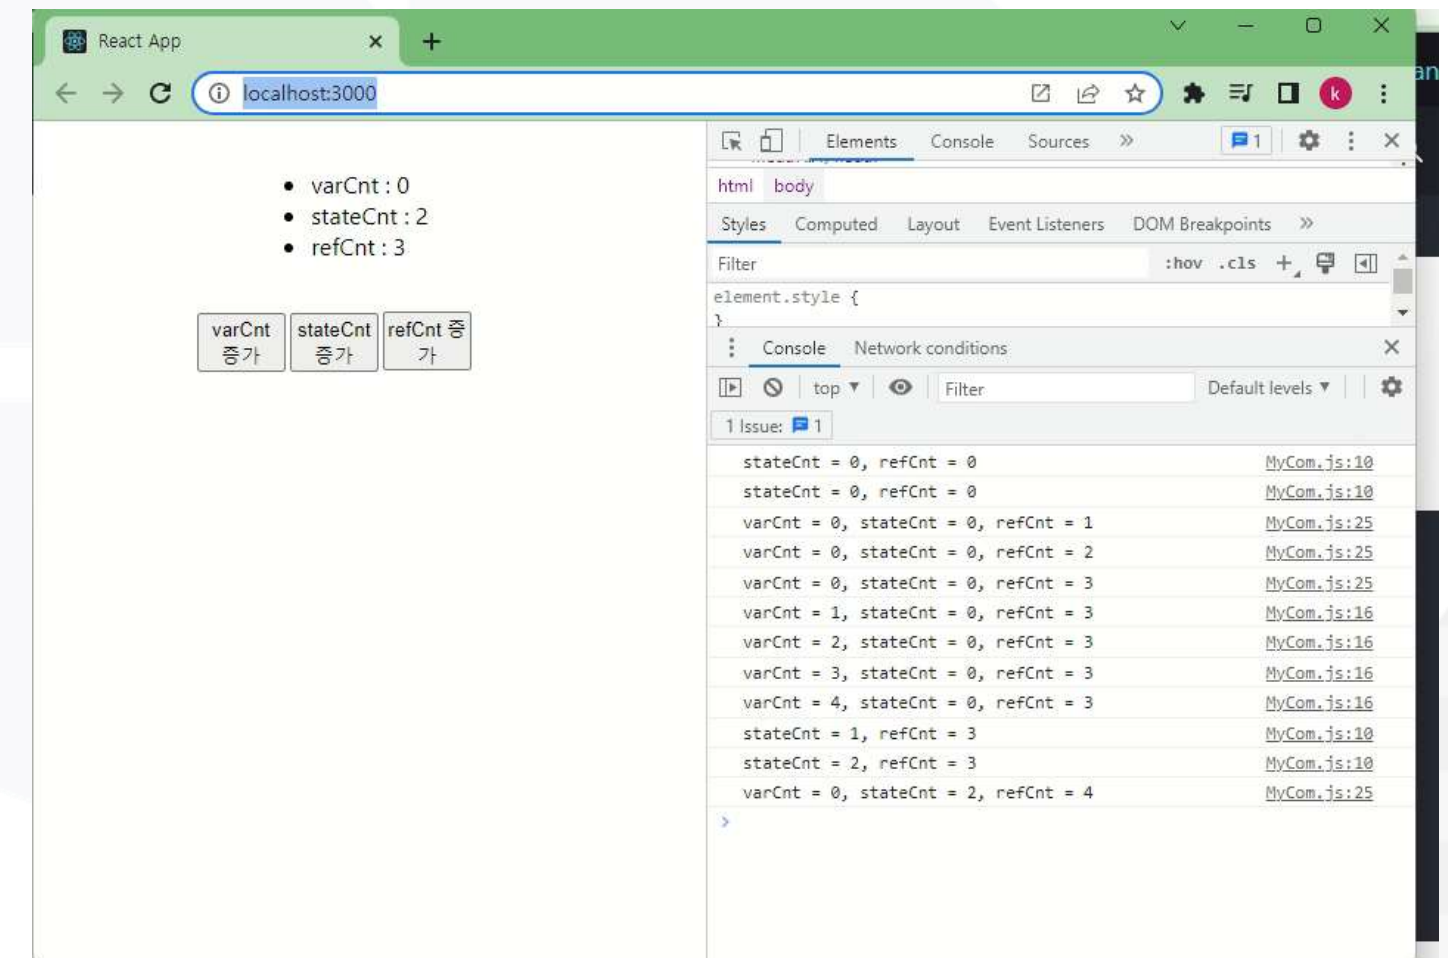 React App
localhost:3000
k
an
varCnt : 0
stateCnt : 2
refCnt : 3
varCnt
증가
stateCnt
증가
refCnt 증
가
Elements Console Sources 1
html body
Styles Computed Layout Event Listeners DOM Breakpoints
Filter :hov .cls
element.style {
}
Console Network conditions
top Filter Default levels
1 Issue: 1
stateCnt = 0, refCnt = 0 MyCom.js:10
stateCnt = 0, refCnt = 0 MyCom.js:10
varCnt = 0, stateCnt = 0, refCnt = 1 MyCom.js:25
varCnt = 0, stateCnt = 0, refCnt = 2 MyCom.js:25
varCnt = 0, stateCnt = 0, refCnt = 3 MyCom.js:25
varCnt = 1, stateCnt = 0, refCnt = 3 MyCom.js:16
varCnt = 2, stateCnt = 0, refCnt = 3 MyCom.js:16
varCnt = 3, stateCnt = 0, refCnt = 3 MyCom.js:16
varCnt = 4, stateCnt = 0, refCnt = 3 MyCom.js:16
stateCnt = 1, refCnt = 3 MyCom.js:10
stateCnt = 2, refCnt = 3 MyCom.js:10
varCnt = 0, stateCnt = 2, refCnt = 4 MyCom.js:25